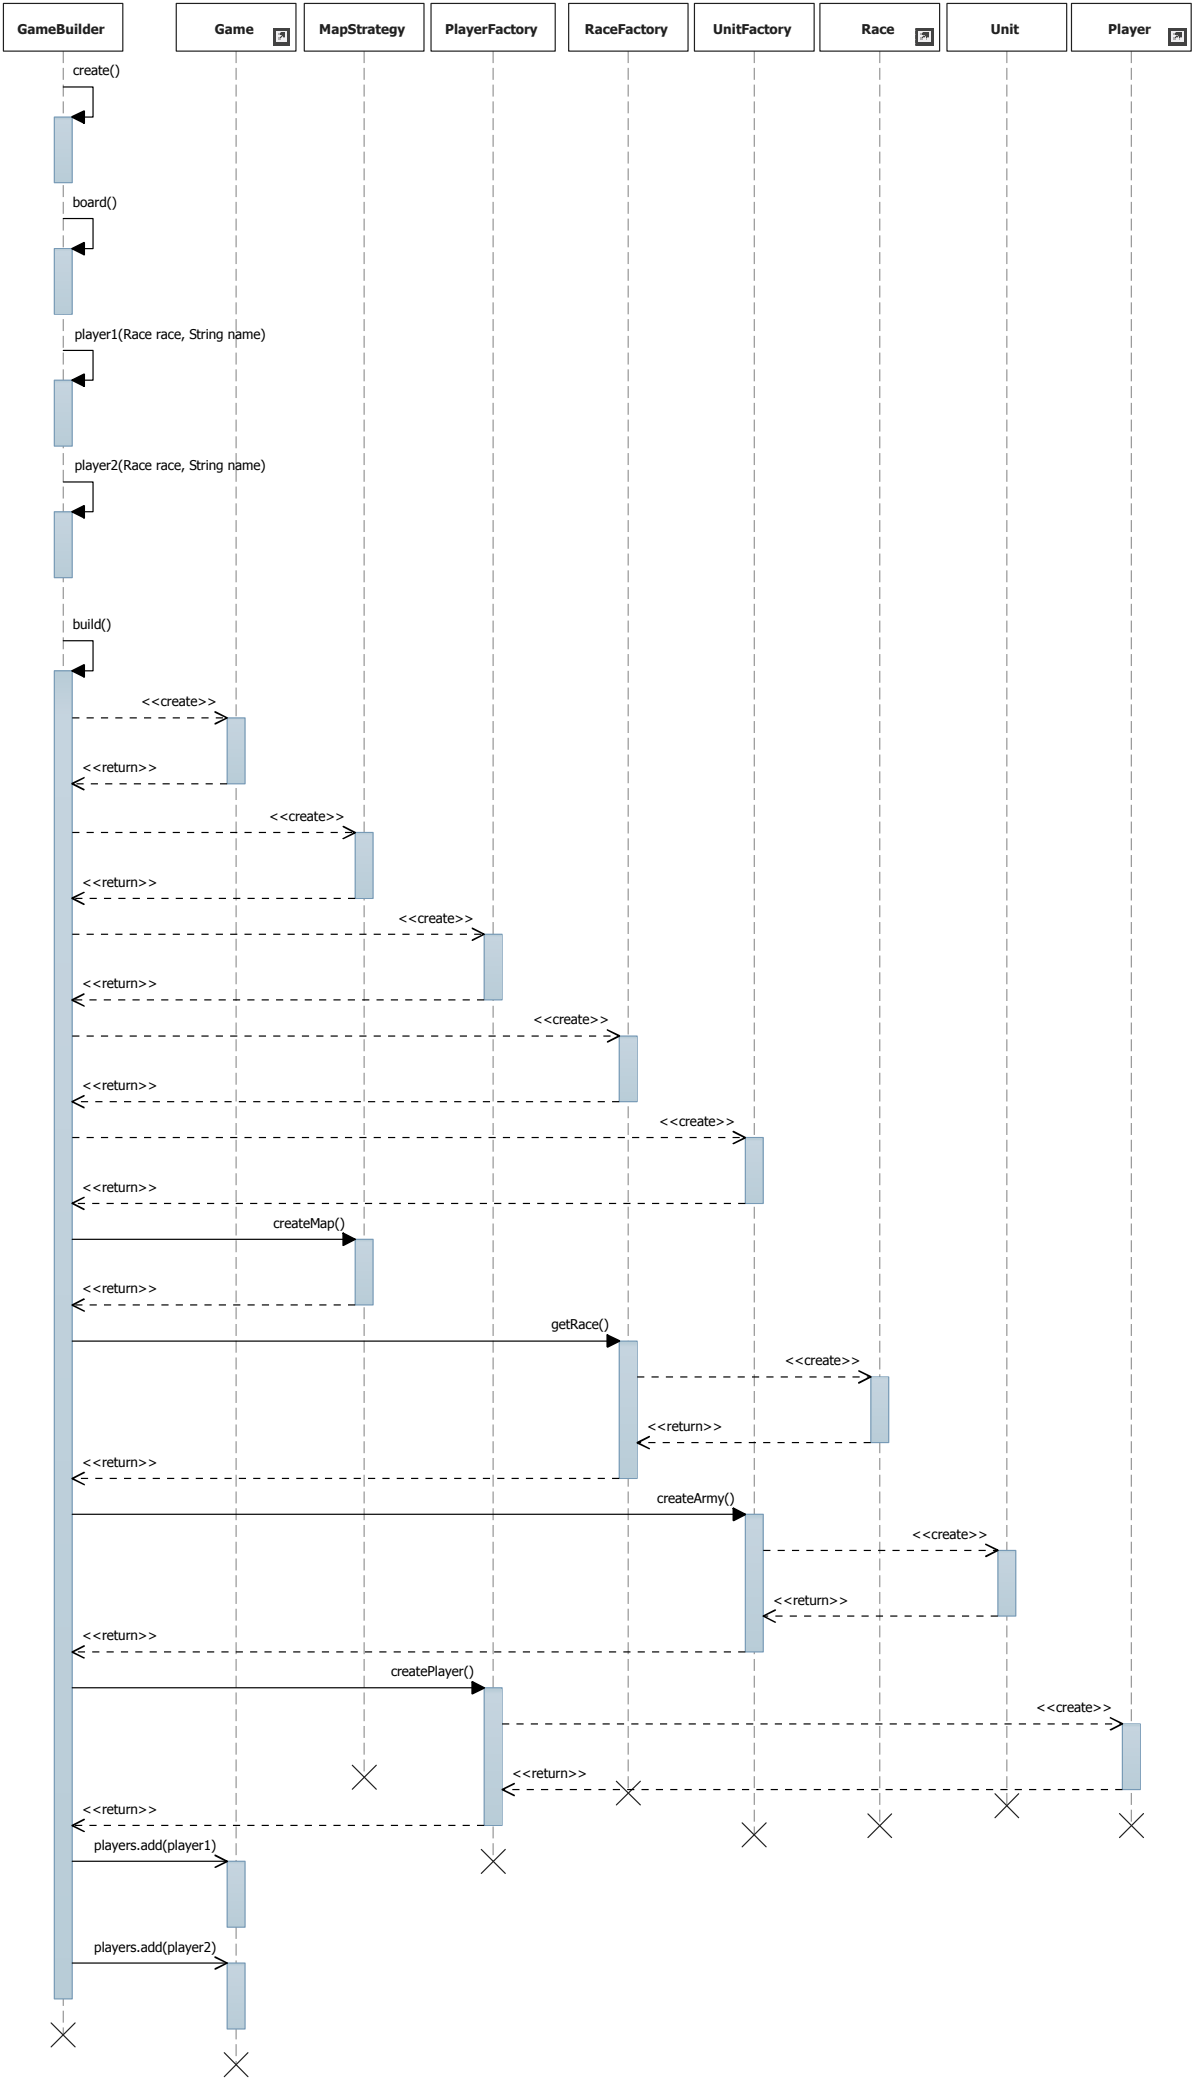 GameBuilder Game MapStrategy PlayerFactory RaceFactory UnitFactory Race Unit Player
create()
board()
player1(Race race, String name)
player2(Race race, String name)
build()
<<create>>
<<return>>
<<create>>
<<return>>
<<create>>
<<return>>
<<create>>
<<return>>
<<create>>
<<return>>
createMap()
<<return>>
getRace()
<<create>>
<<return>>
<<return>>
createArmy()
<<create>>
<<return>>
<<return>>
createPlayer()
<<create>>
<<return>>
<<return>>
players.add(player1)
players.add(player2)